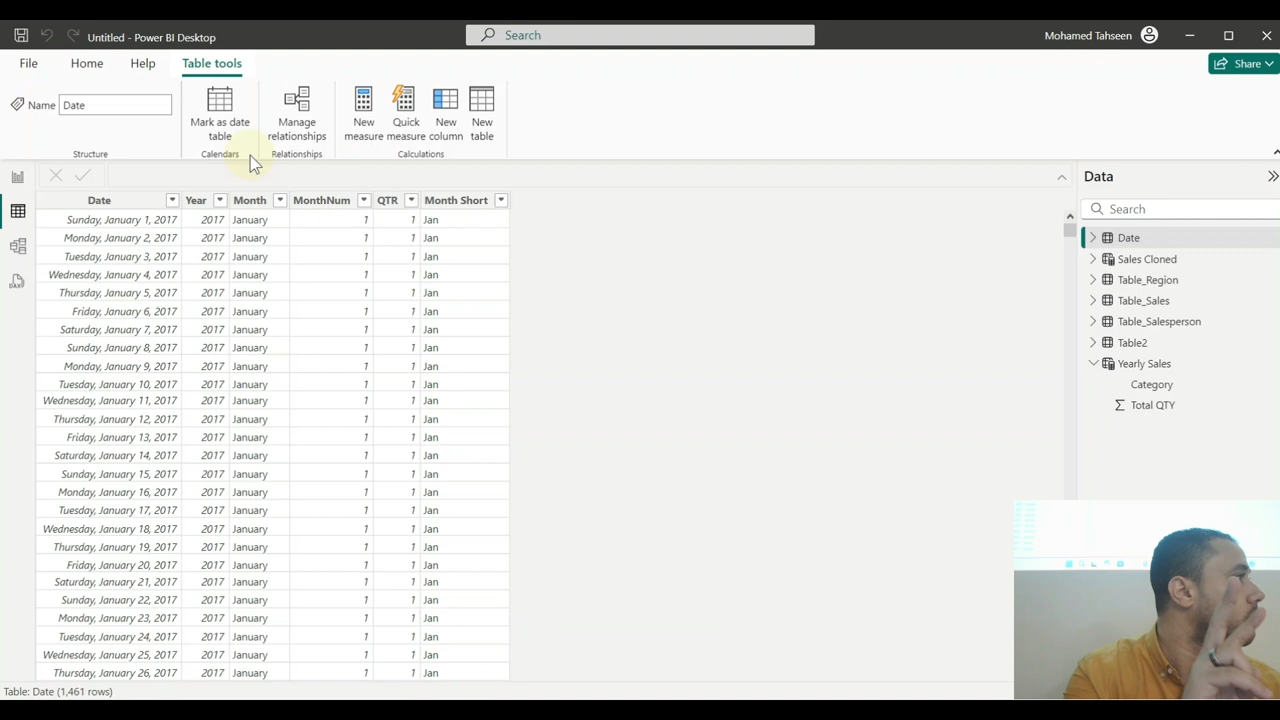 Untitled - Power BI Desktop
Search
Mohamed Tahseen
File
Home
Help
Table tools
Share
Name
Date
Mark as date
table
Manage
relationships
New
measure
Quick
measure
New
column
New
table
Structure
Calendars
Relationships
Calculations
Date Year Month MonthNum QTR Month Short
Sunday, January 1, 2017 2017 January 1 1 Jan
Monday, January 2, 2017 2017 January 1 1 Jan
Tuesday, January 3, 2017 2017 January 1 1 Jan
Wednesday, January 4, 2017 2017 January 1 1 Jan
Thursday, January 5, 2017 2017 January 1 1 Jan
Friday, January 6, 2017 2017 January 1 1 Jan
Saturday, January 7, 2017 2017 January 1 1 Jan
Sunday, January 8, 2017 2017 January 1 1 Jan
Monday, January 9, 2017 2017 January 1 1 Jan
Tuesday, January 10, 2017 2017 January 1 1 Jan
Wednesday, January 11, 2017 2017 January 1 1 Jan
Thursday, January 12, 2017 2017 January 1 1 Jan
Friday, January 13, 2017 2017 January 1 1 Jan
Saturday, January 14, 2017 2017 January 1 1 Jan
Sunday, January 15, 2017 2017 January 1 1 Jan
Monday, January 16, 2017 2017 January 1 1 Jan
Tuesday, January 17, 2017 2017 January 1 1 Jan
Wednesday, January 18, 2017 2017 January 1 1 Jan
Thursday, January 19, 2017 2017 January 1 1 Jan
Friday, January 20, 2017 2017 January 1 1 Jan
Saturday, January 21, 2017 2017 January 1 1 Jan
Sunday, January 22, 2017 2017 January 1 1 Jan
Monday, January 23, 2017 2017 January 1 1 Jan
Tuesday, January 24, 2017 2017 January 1 1 Jan
Wednesday, January 25, 2017 2017 January 1 1 Jan
Thursday, January 26, 2017 2017 January 1 1 Jan
Data
Search
Date
Sales Cloned
Table_Region
Table_Sales
Table_Salesperson
Table2
Yearly Sales
Category
Total QTY
Table: Date (1,461 rows)